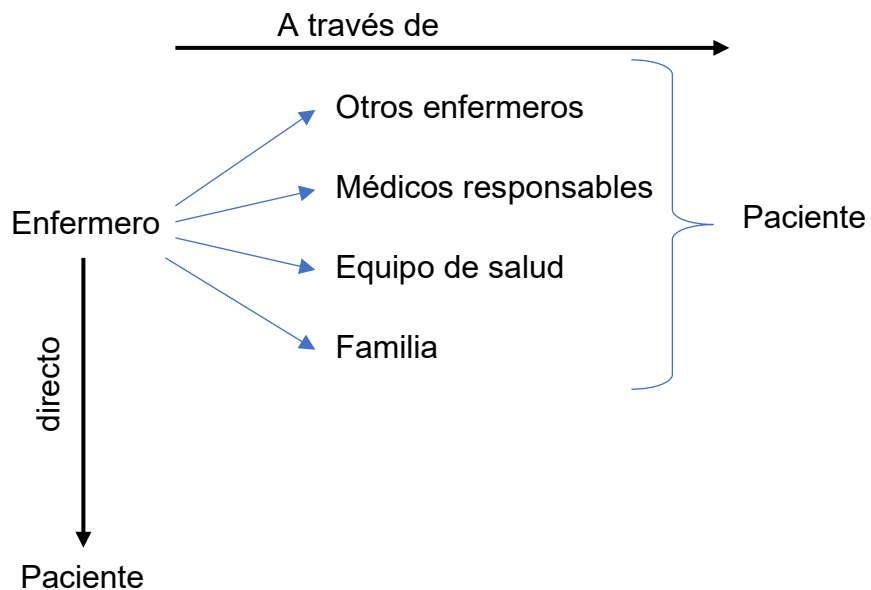 A través de
Otros enfermeros
Médicos responsables
Enfermero
Paciente
Equipo de salud
Familia
directo
Paciente